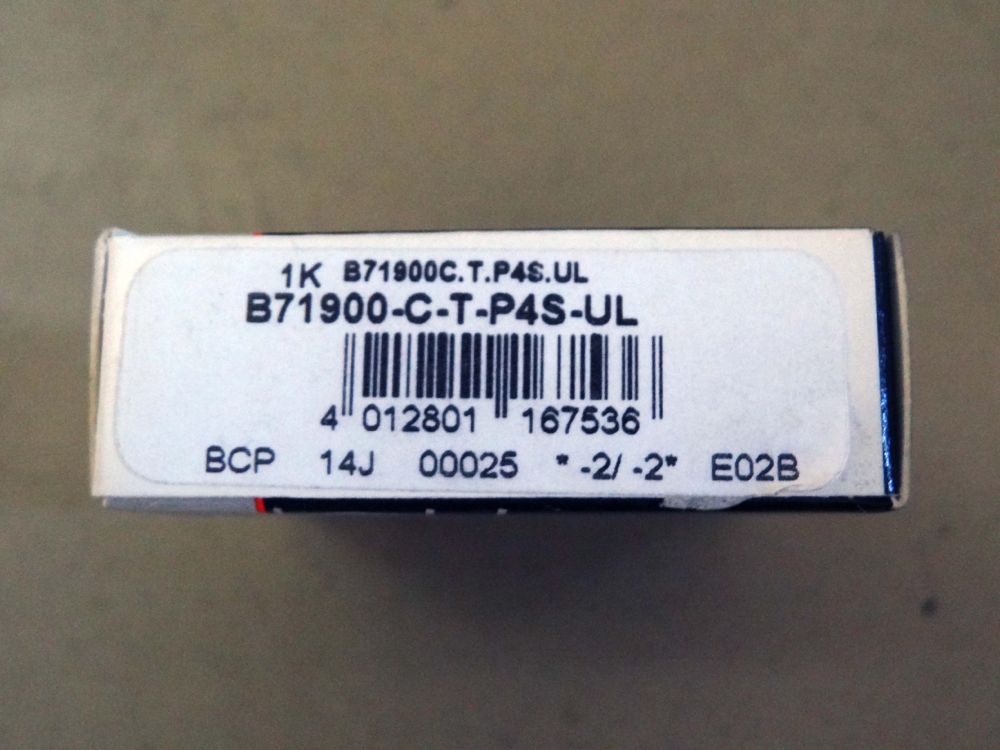 1K B71900C.T.P4S.UL
B71900-C-T-P4S-UL
4 012801 167536
BCP 14J 00025 * -2/ -2* E02B